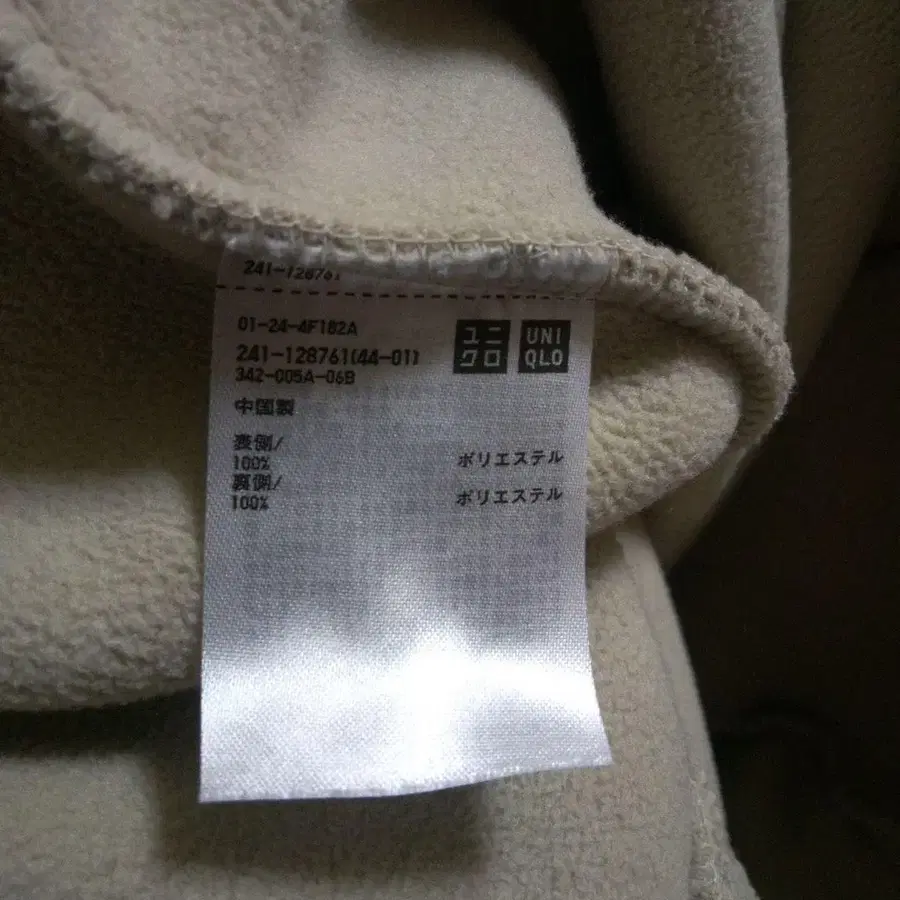 241-128761
01-24-4F182A
241-128761(44-01)
342-005A-06B
ユニクロ
UNIQLO
中国製
表側/
100% ポリエステル
裏側/
100% ポリエステル